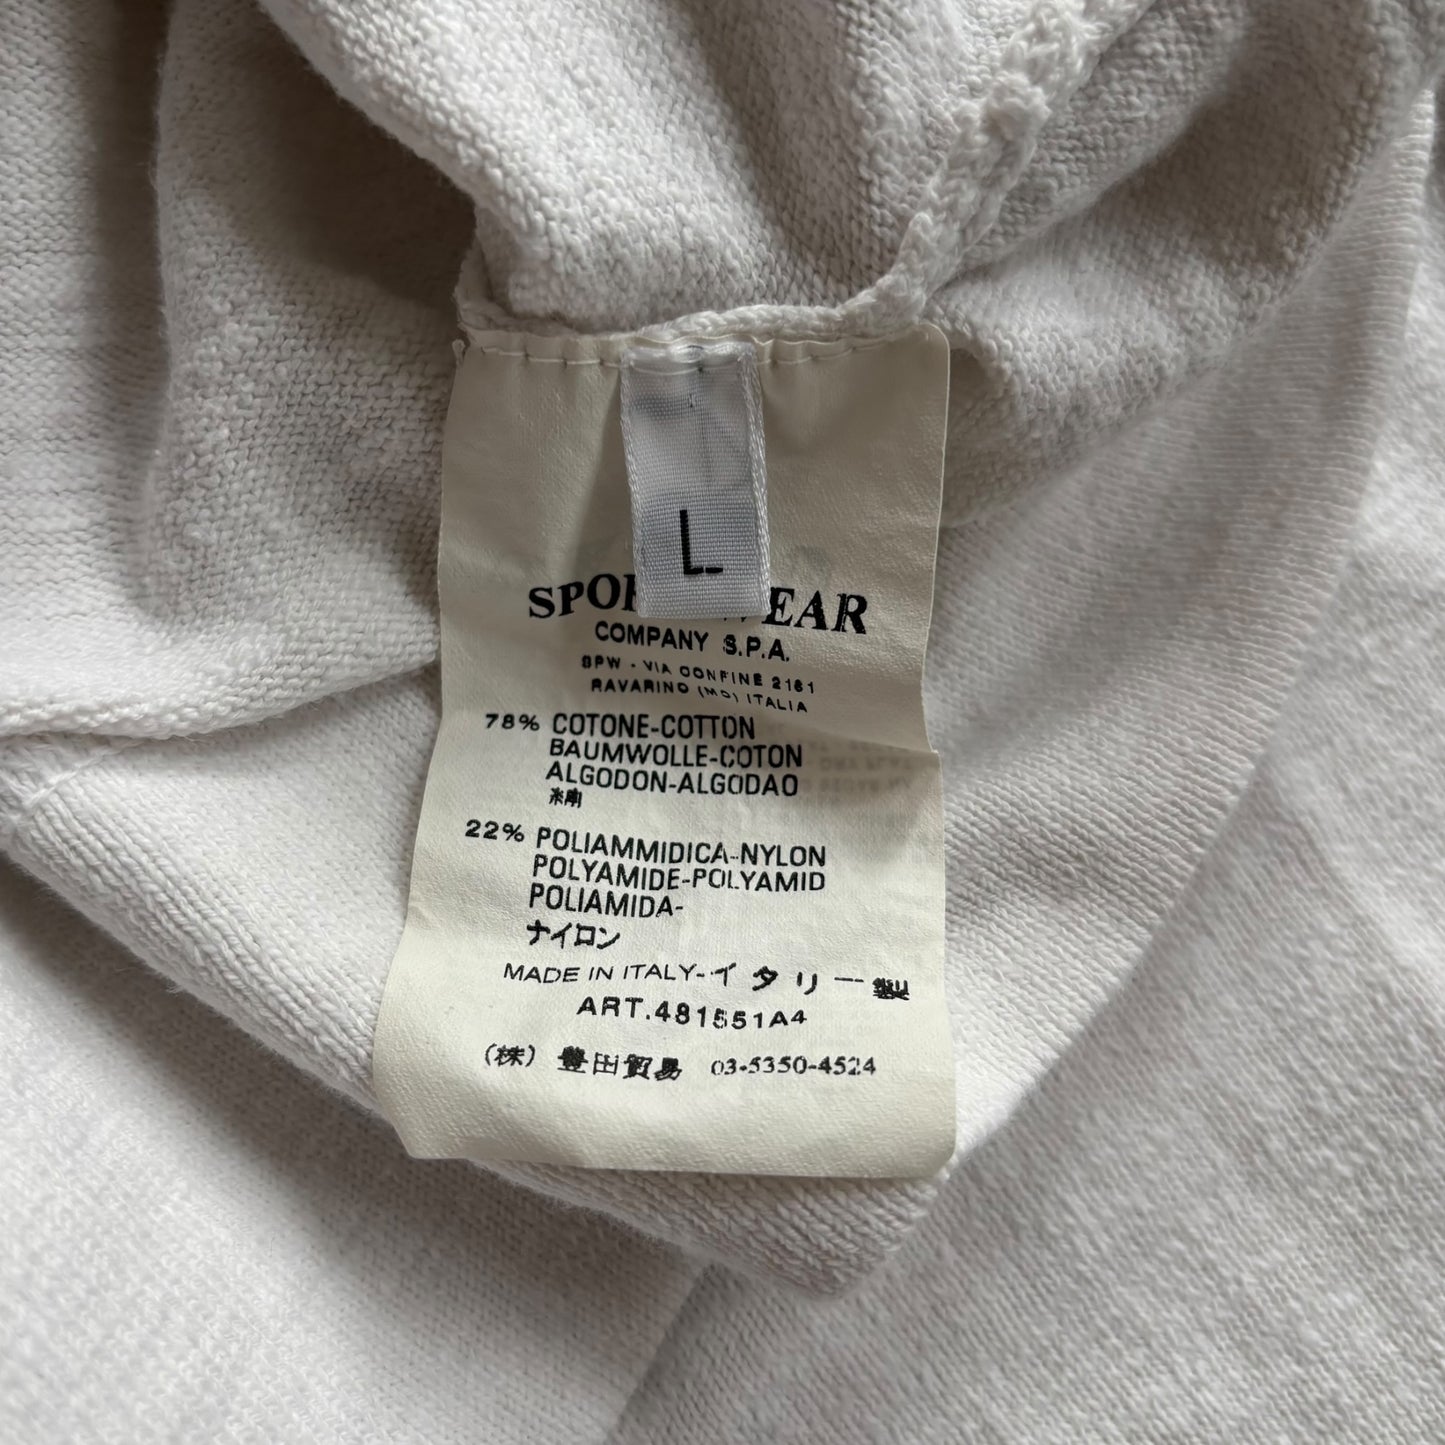 L
SPORTSWEAR
COMPANY S.P.A.
SPW - VIA CONFINE 2161
RAVARINO (MO) ITALIA
78% COTONE-COTTON
BAUMWOLLE-COTON
ALGODON-ALGODAO
綿
22% POLIAMMIDICA-NYLON
POLYAMIDE-POLYAMID
POLIAMIDA-
ナイロン
MADE IN ITALY-イタリー製
ART.481551A4
(株) 豊田貿易 03-5350-4524